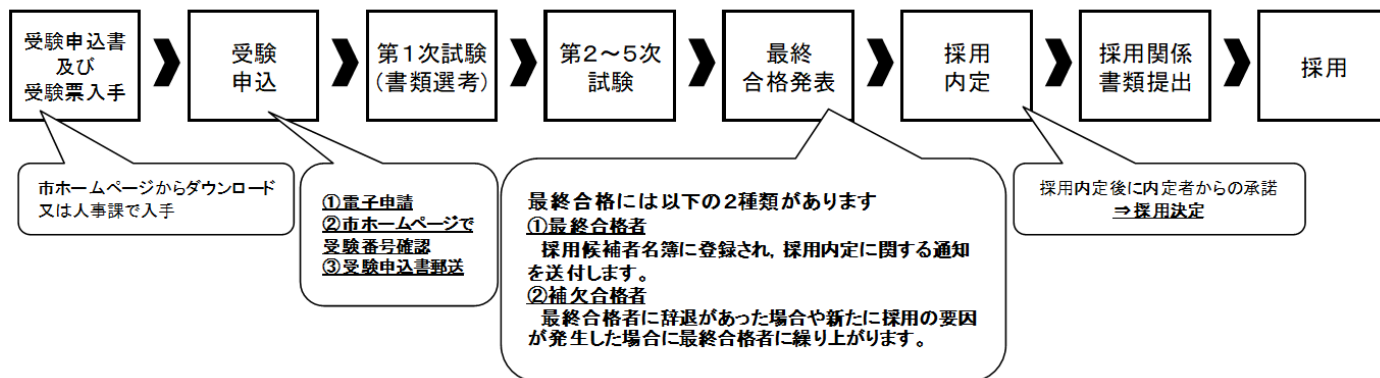 受験申込書
及び
受験票入手
受験
申込
第1次試験
(書類選考)
第2~5次
試験
最終
合格発表
採用
内定
採用関係
書類提出
採用
市ホームページからダウンロード
又は人事課で入手
①電子申請
②市ホームページで
受験番号確認
③受験申込書郵送
最終合格には以下の2種類があります
①最終合格者
採用候補者名簿に登録され,採用内定に関する通知
を送付します。
②補欠合格者
最終合格者に辞退があった場合や新たに採用の要因
が発生した場合に最終合格者に繰り上がります。
採用内定後に内定者からの承諾
⇒採用決定